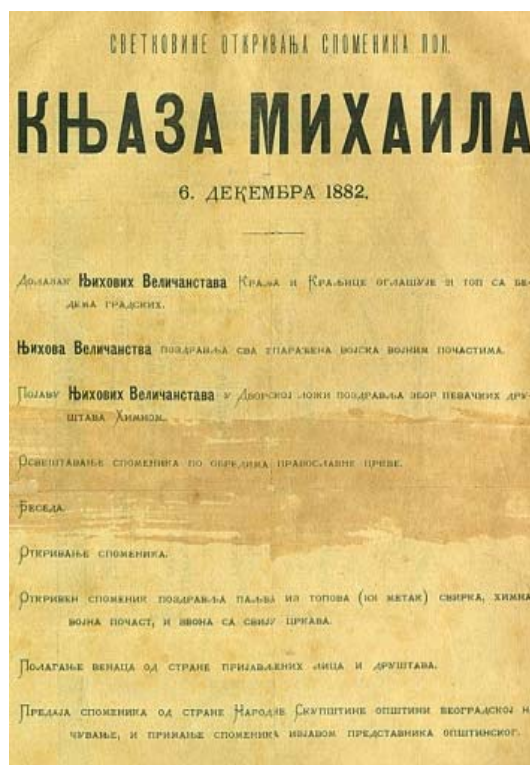 СВЕТКОВИНЕ ОТКРИВАЊА СПОМЕНИКА ПОК.
КЊАЗА МИХАИЛА
6. ДЕКЕМБРА 1882.
Долазак Њихових Величанстава Краља и Краљице оглашује 21 топ са бе-
дема градских.
Њихова Величанства поздравља сва упарађена војска војним почастима.
Појаву Њихових Величанстава у Дворској ложи поздравља збор певачких дру-
штава Химном.
Освештавање споменика по обредима православне цркве.
Беседа.
Откривање споменика.
Откривен споменик поздравља паљба из топова (101 метак) свирка, химна
војна почаст, и звона са свију цркава.
Полагање венаца од стране пријављених лица и друштава.
Предаја споменика од стране Народне Скупштине општини београдској н
чување, и примање споменика изјавом представника општинског.